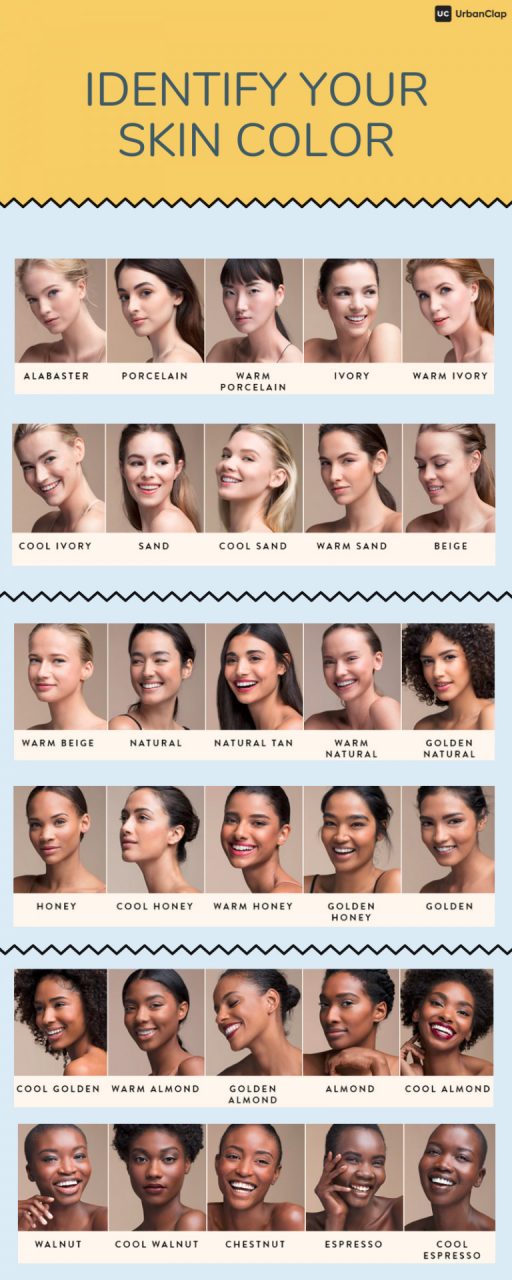 UC UrbanClap
IDENTIFY YOUR
SKIN COLOR
ALABASTER
PORCELAIN
WARM
PORCELAIN
IVORY
WARM IVORY
COOL IVORY
SAND
COOL SAND
WARM SAND
BEIGE
WARM BEIGE
NATURAL
NATURAL TAN
WARM
NATURAL
GOLDEN
NATURAL
HONEY
COOL HONEY
WARM HONEY
GOLDEN
HONEY
GOLDEN
COOL GOLDEN
WARM ALMOND
GOLDEN
ALMOND
ALMOND
COOL ALMOND
WALNUT
COOL WALNUT
CHESTNUT
ESPRESSO
COOL
ESPRESSO